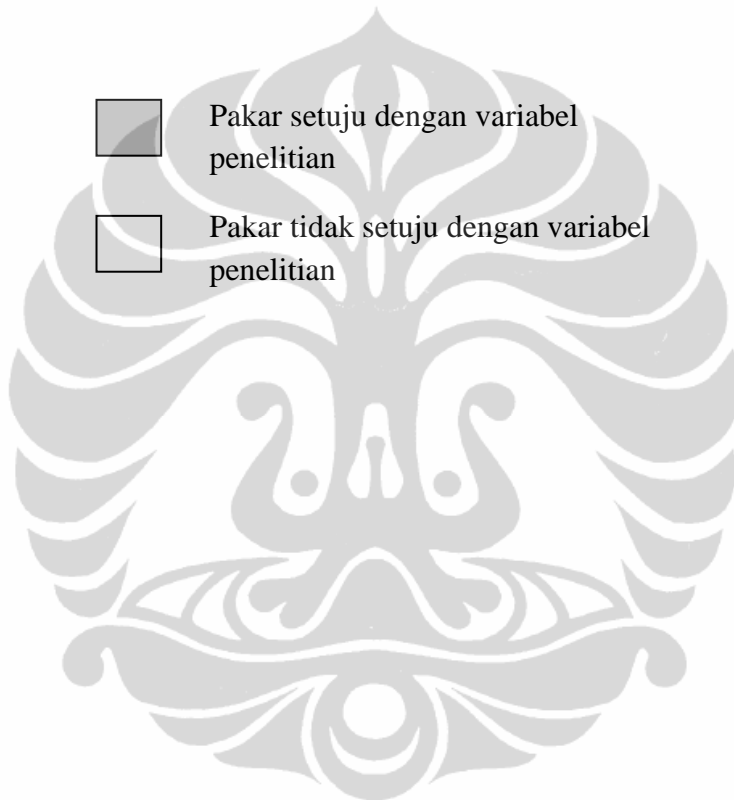 Pakar setuju dengan variabel
penelitian
Pakar tidak setuju dengan variabel
penelitian